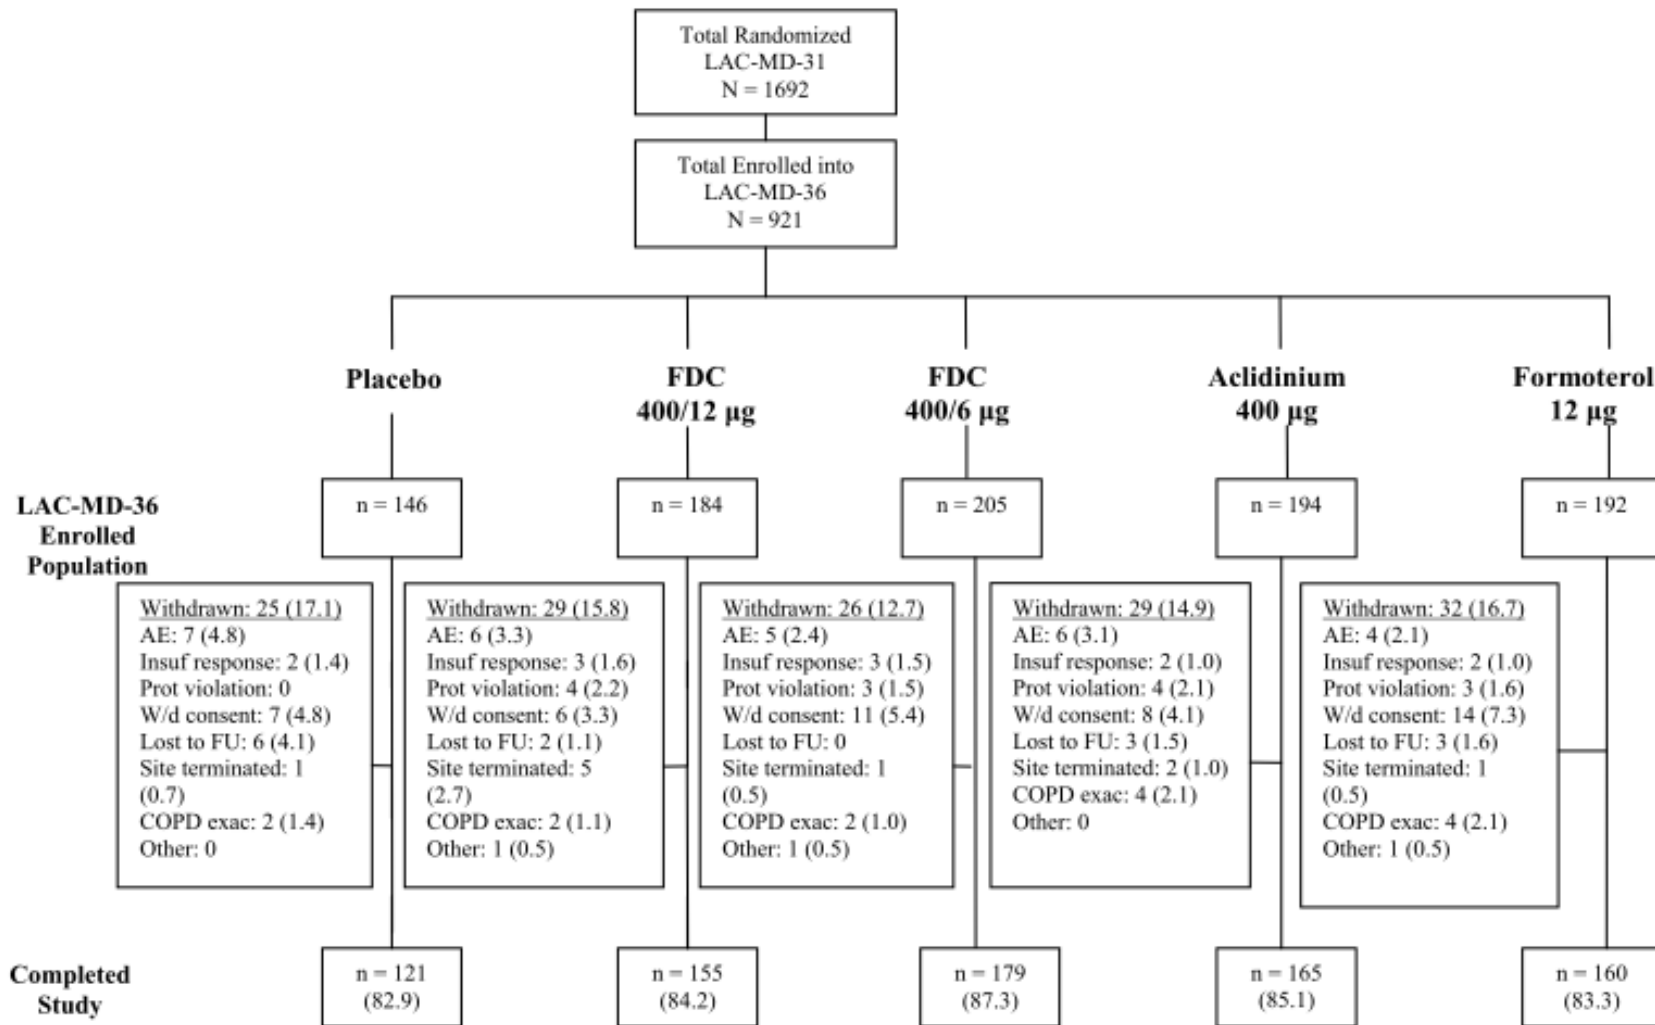 Total Randomized
LAC-MD-31
N = 1692
Total Enrolled into
LAC-MD-36
N = 921
Placebo
FDC
400/12 µg
FDC
400/6 µg
Aclidinium
400 µg
Formoterol
12 µg
LAC-MD-36
Enrolled
Population
n = 146
n = 184
n = 205
n = 194
n = 192
Withdrawn: 25 (17.1)
AE: 7 (4.8)
Insuf response: 2 (1.4)
Prot violation: 0
W/d consent: 7 (4.8)
Lost to FU: 6 (4.1)
Site terminated: 1
(0.7)
COPD exac: 2 (1.4)
Other: 0
Withdrawn: 29 (15.8)
AE: 6 (3.3)
Insuf response: 3 (1.6)
Prot violation: 4 (2.2)
W/d consent: 6 (3.3)
Lost to FU: 2 (1.1)
Site terminated: 5
(2.7)
COPD exac: 2 (1.1)
Other: 1 (0.5)
Withdrawn: 26 (12.7)
AE: 5 (2.4)
Insuf response: 3 (1.5)
Prot violation: 3 (1.5)
W/d consent: 11 (5.4)
Lost to FU: 0
Site terminated: 1
(0.5)
COPD exac: 2 (1.0)
Other: 1 (0.5)
Withdrawn: 29 (14.9)
AE: 6 (3.1)
Insuf response: 2 (1.0)
Prot violation: 4 (2.1)
W/d consent: 8 (4.1)
Lost to FU: 3 (1.5)
Site terminated: 2 (1.0)
COPD exac: 4 (2.1)
Other: 0
Withdrawn: 32 (16.7)
AE: 4 (2.1)
Insuf response: 2 (1.0)
Prot violation: 3 (1.6)
W/d consent: 14 (7.3)
Lost to FU: 3 (1.6)
Site terminated: 1
(0.5)
COPD exac: 4 (2.1)
Other: 1 (0.5)
Completed
Study
n = 121
(82.9)
n = 155
(84.2)
n = 179
(87.3)
n = 165
(85.1)
n = 160
(83.3)